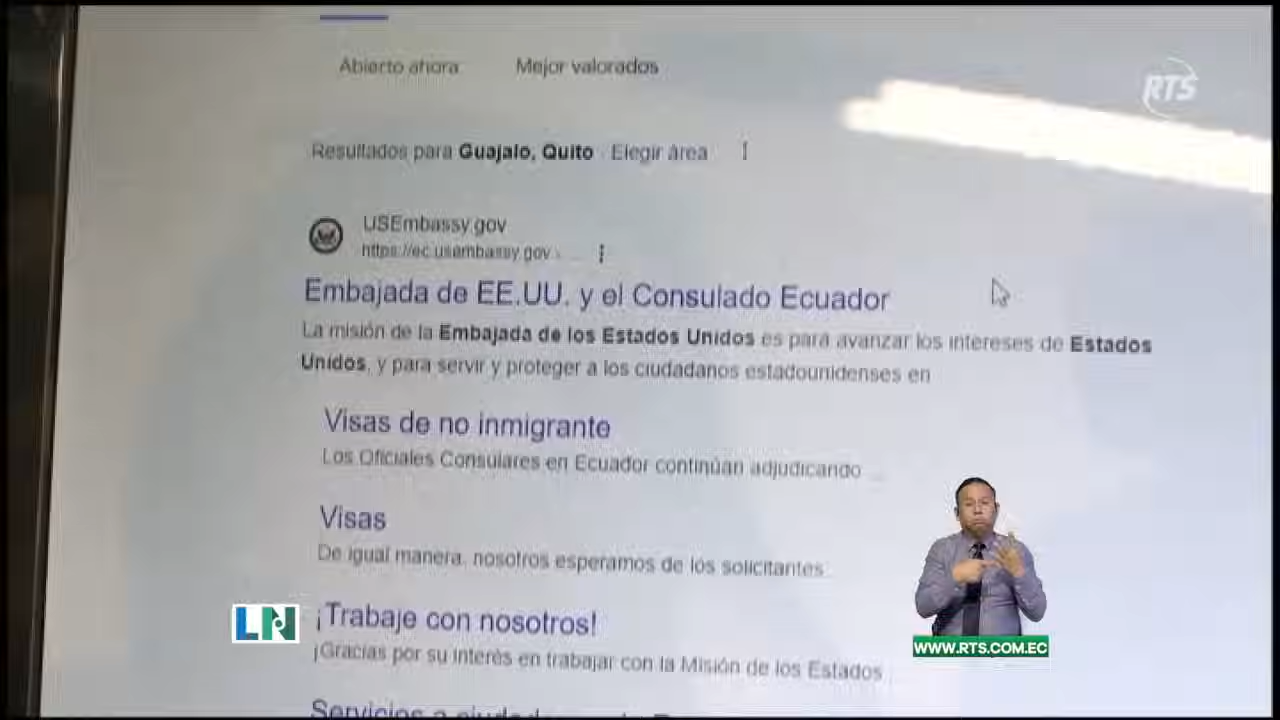 Abierto ahora Mejor valorados
RTS
Resultados para Guajalo, Quito · Elegir área
USEmbassy.gov
https://ec.usembassy.gov › ...
Embajada de EE.UU. y el Consulado Ecuador
La misión de la Embajada de los Estados Unidos es para avanzar los intereses de Estados
Unidos, y para servir y proteger a los ciudadanos estadounidenses en
Visas de no inmigrante
Los Oficiales Consulares en Ecuador continúan adjudicando ...
Visas
De igual manera, nosotros esperamos de los solicitantes ...
LN
¡Trabaje con nosotros!
¡Gracias por su interés en trabajar con la Misión de los Estados
WWW.RTS.COM.EC
Servicios a